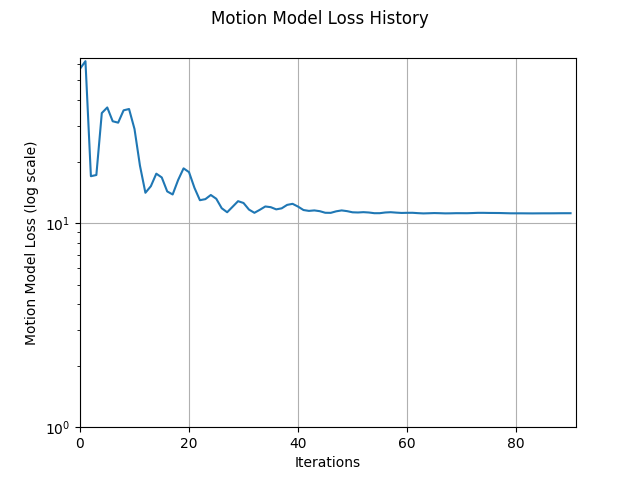 Motion Model Loss History
Motion Model Loss (log scale)
10¹
10⁰
0 20 40 60 80
Iterations